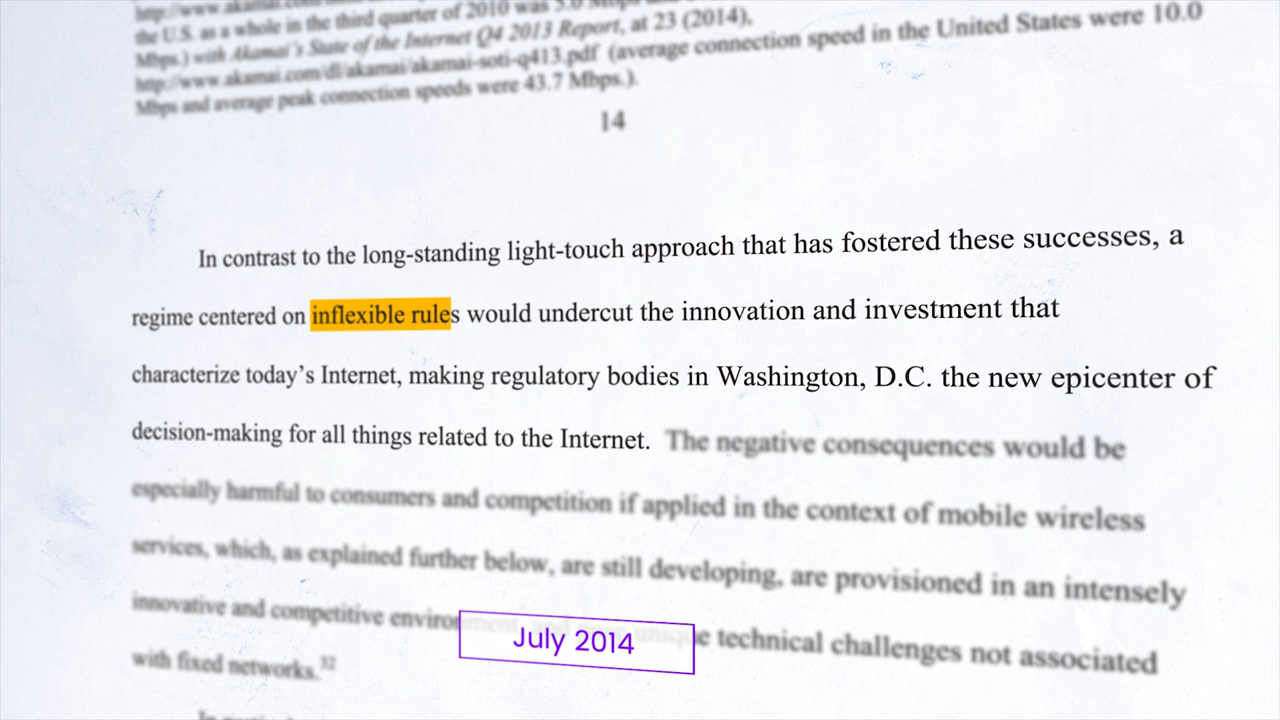 the U.S. as a whole in the third quarter of 2010 was 5.0 Mbps
Mbps.) with Akamai's State of the Internet Q4 2013 Report, at 23 (2014),
http://www.akamai.com/dl/akamai/akamai-soti-q413.pdf (average connection speed in the United States were 10.0
Mbps and average peak connection speeds were 43.7 Mbps.).
14
In contrast to the long-standing light-touch approach that has fostered these successes, a
regime centered on inflexible rules would undercut the innovation and investment that
characterize today's Internet, making regulatory bodies in Washington, D.C. the new epicenter of
decision-making for all things related to the Internet. The negative consequences would be
especially harmful to consumers and competition if applied in the context of mobile wireless
services, which, as explained further below, are still developing, are provisioned in an intensely
innovative and competitive environment, and pose unique technical challenges not associated
July 2014
with fixed networks.32